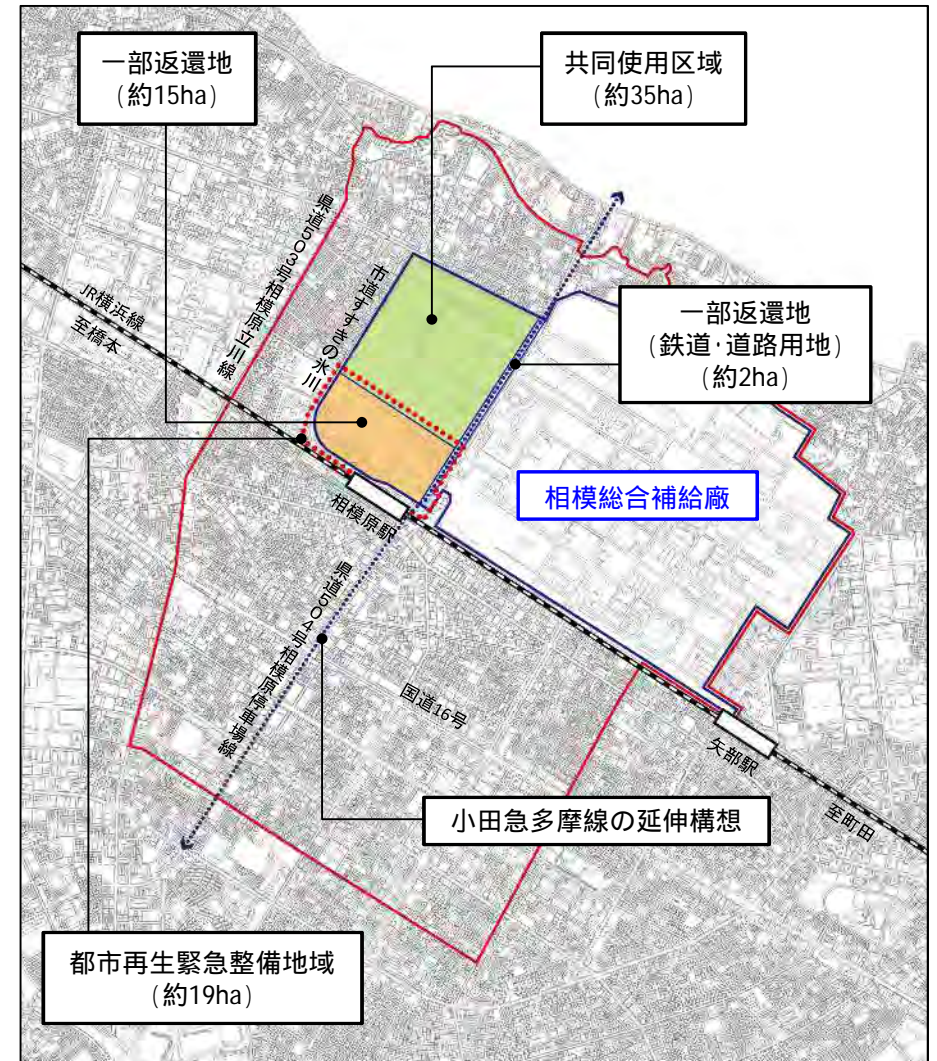 一部返還地
(約15ha)
共同使用区域
(約35ha)
県道503号相模原立川線
市道すすきの氷川
JR横浜線
至橋本
一部返還地
(鉄道・道路用地)
(約2ha)
相模総合補給廠
相模原駅
県道504号相模原停車場線
国道16号
矢部駅
至町田
小田急多摩線の延伸構想
都市再生緊急整備地域
(約19ha)